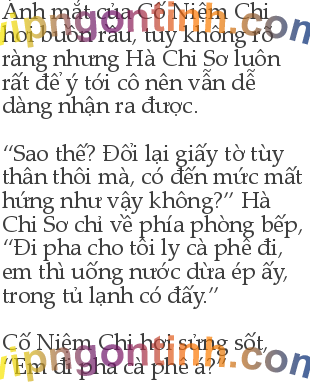 Ánh mắt của Cố Niệm Chi
hơi buồn rầu, tuy không rõ
ràng nhưng Hà Chi Sơ luôn
rất để ý tới cô nên vẫn dễ
dàng nhận ra được.

“Sao thế? Đổi lại giấy tờ tùy
thân thôi mà, có đến mức mất
hứng như vậy không?” Hà
Chi Sơ chỉ về phía phòng bếp,
“Đi pha cho tôi ly cà phê đi,
em thì uống nước dừa ép ấy,
trong tủ lạnh có đấy.”

Cố Niệm Chi hơi sửng sốt,
“Em đi pha cà phê ạ?”
vipngontinh.com
vipngontinh.com